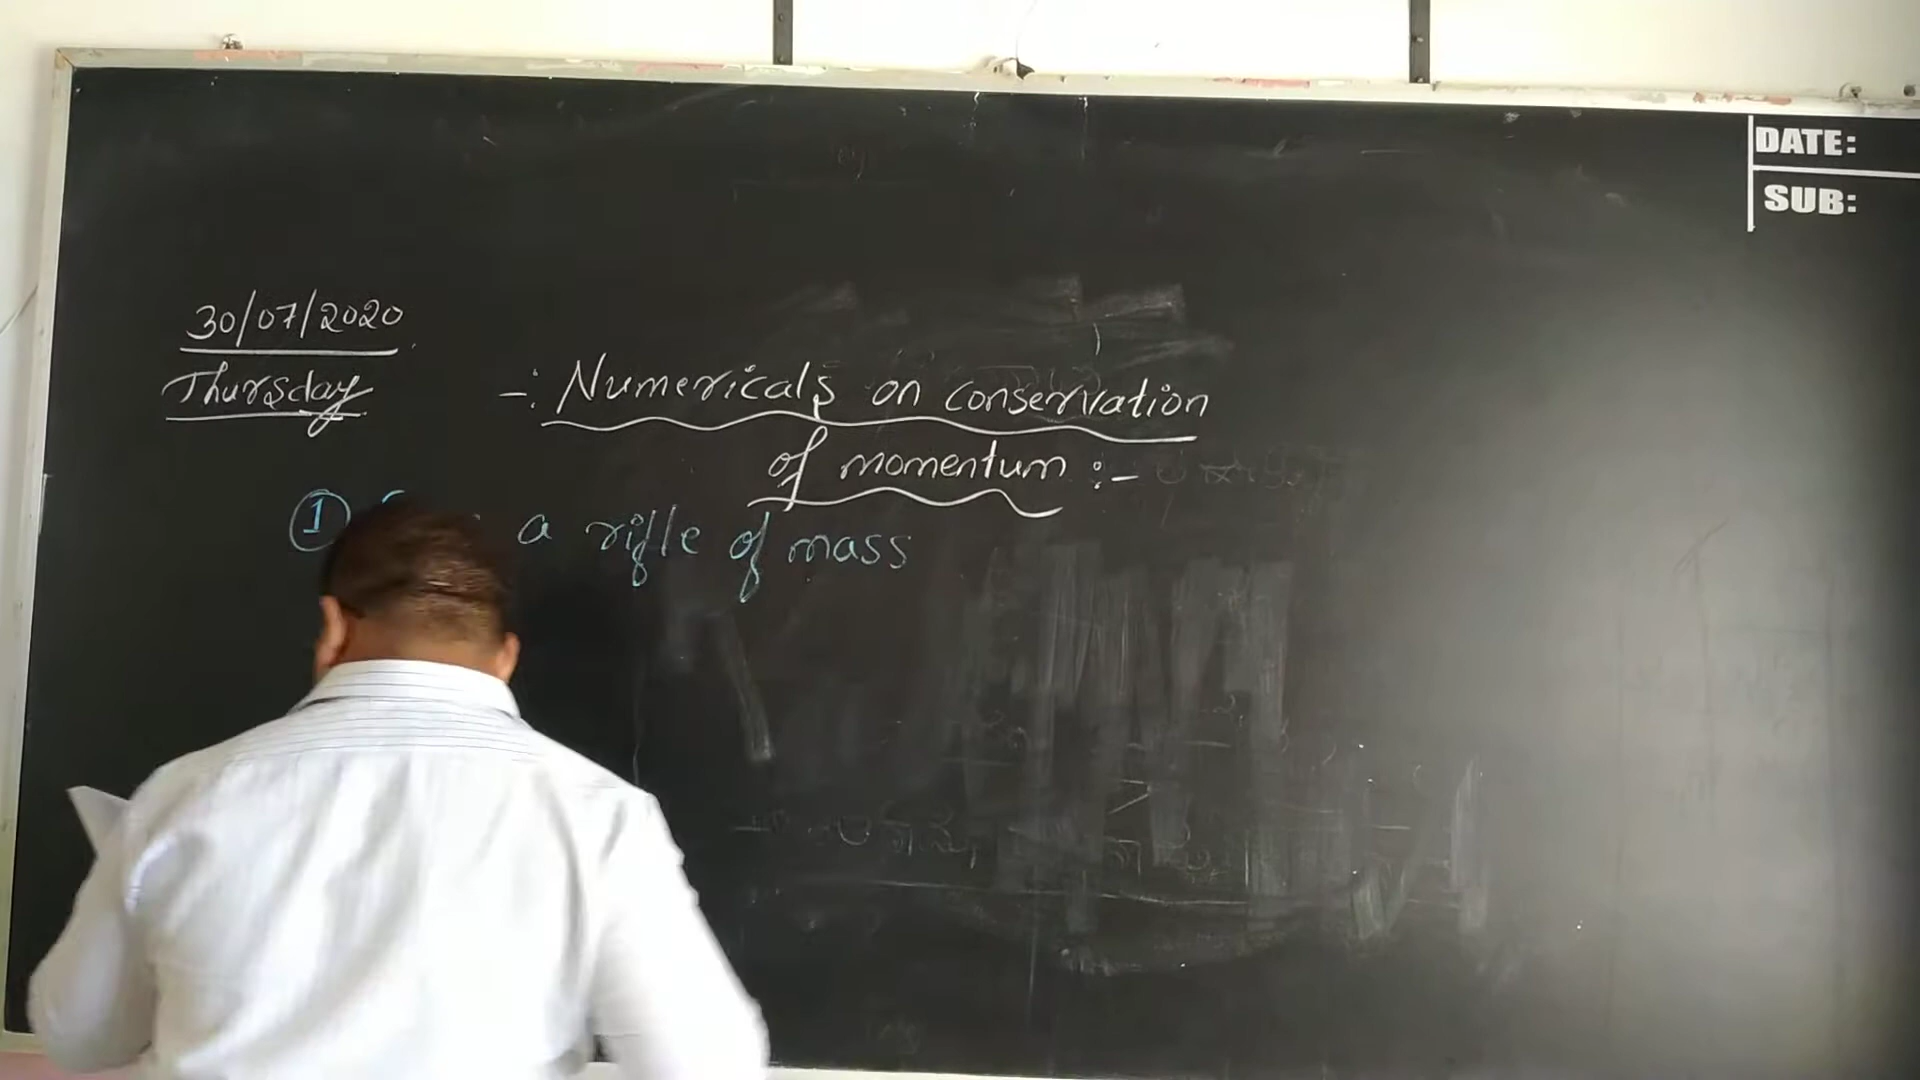 DATE:
SUB:
30/07/2020
Thursday
-: Numericals on conservation
of momentum :-
① a rifle of mass